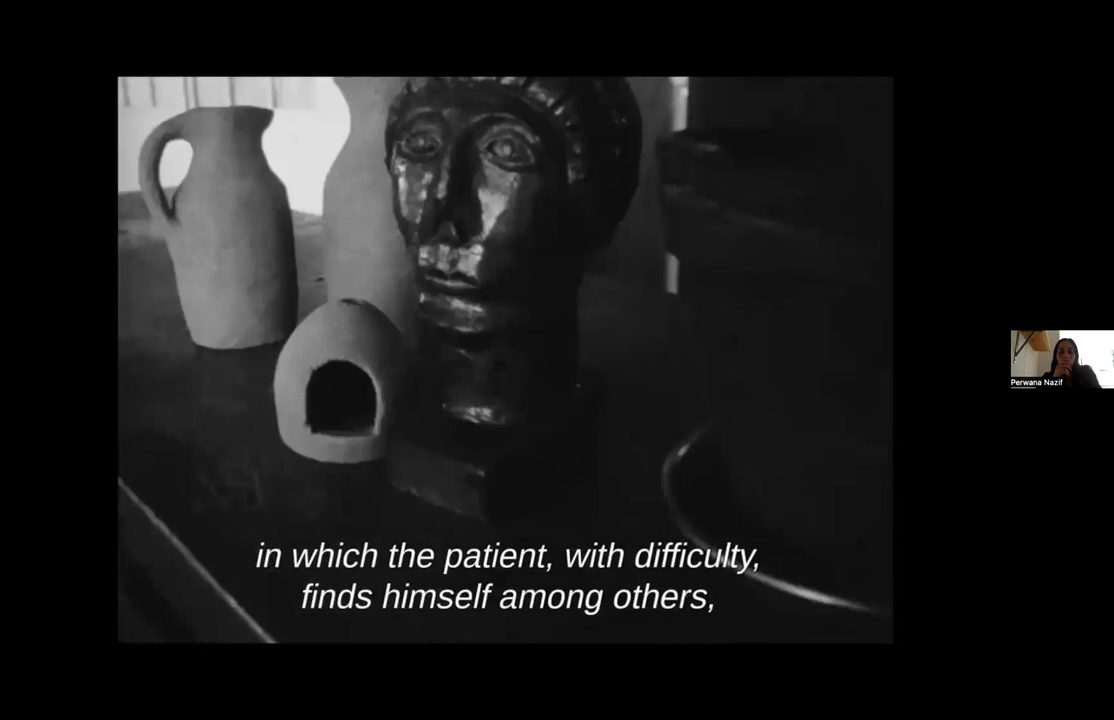 in which the patient, with difficulty,
finds himself among others,
Perwana Nazif